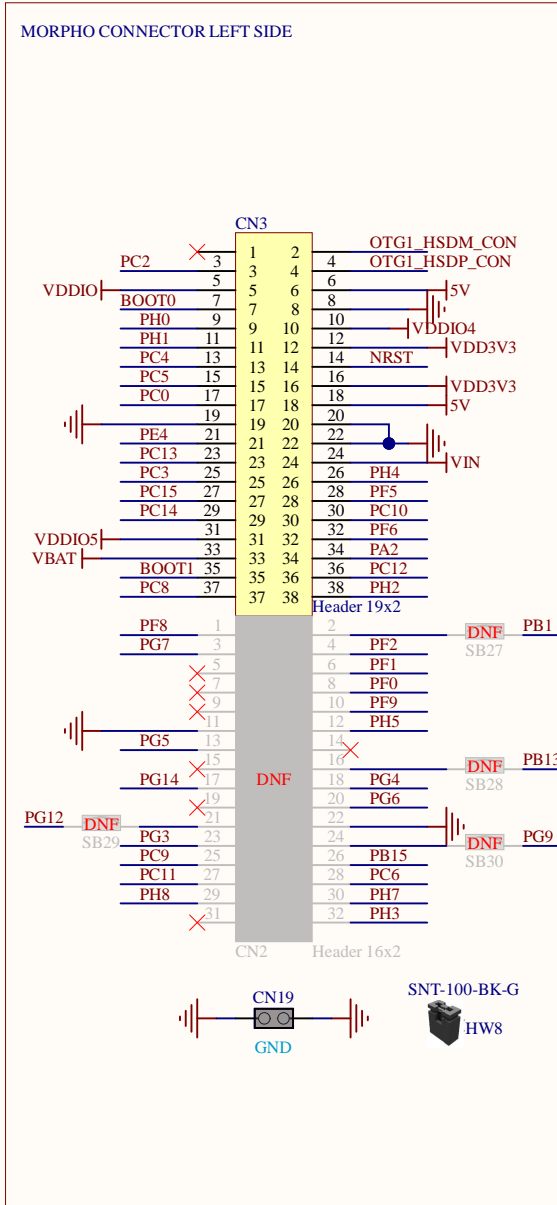 MORPHO CONNECTOR LEFT SIDE
CN3
1 2 OTG1_HSDM_CON
PC2 3 3 4 4 OTG1_HSDP_CON
VDDIO 5 5 6 6 5V
BOOT0 7 7 8 8
PH0 9 9 10 10 VDDIO4
PH1 11 11 12 12 VDD3V3
PC4 13 13 14 14 NRST
PC5 15 15 16 16 VDD3V3
PC0 17 17 18 18 5V
19 19 20 20
PE4 21 21 22 22
PC13 23 23 24 24 VIN
PC3 25 25 26 26 PH4
PC15 27 27 28 28 PF5
PC14 29 29 30 30 PC10
VDDIO5 31 31 32 32 PF6
VBAT 33 33 34 34 PA2
BOOT1 35 35 36 36 PC12
PC8 37 37 38 38 PH2
Header 19x2
PF8 1 2 DNF PB1
SB27
PG7 3 4 PF2
5 6 PF1
7 8 PF0
9 10 PF9
11 12 PH5
PG5 13 14
15 16 DNF PB13
SB28
PG14 17 DNF 18 PG4
19 20 PG6
PG12 DNF 21 22
SB29
PG3 23 24 DNF PG9
SB30
PC9 25 26 PB15
PC11 27 28 PC6
PH8 29 30 PH7
31 32 PH3
CN2 Header 16x2
CN19
GND
SNT-100-BK-G
HW8